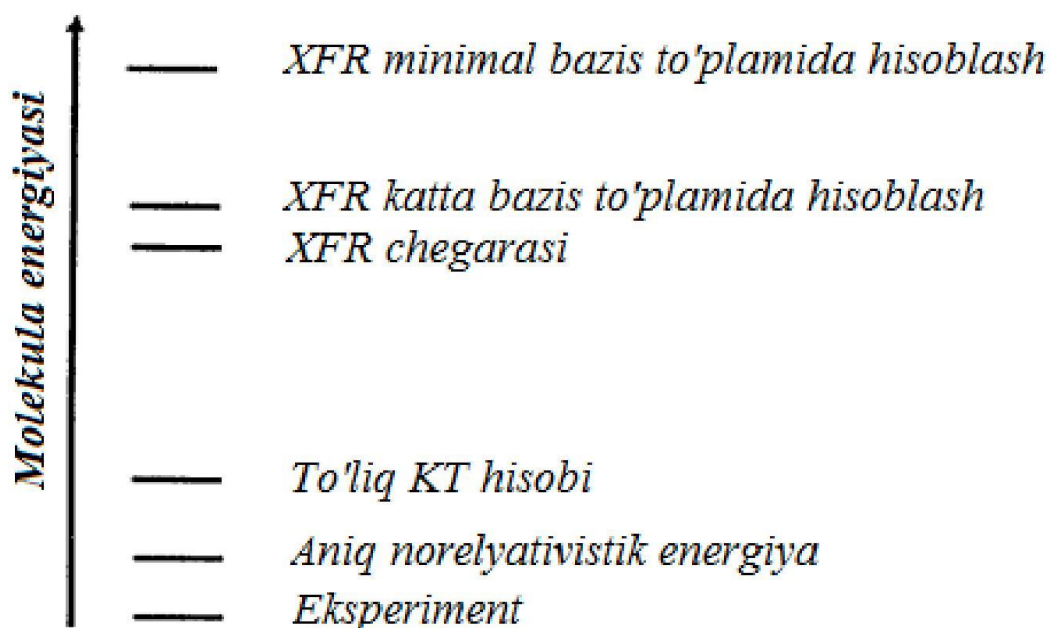 Molekula energiyasi
XFR minimal bazis to'plamida hisoblash
XFR katta bazis to'plamida hisoblash
XFR chegarasi
To'liq KT hisobi
Aniq norelyativistik energiya
Eksperiment